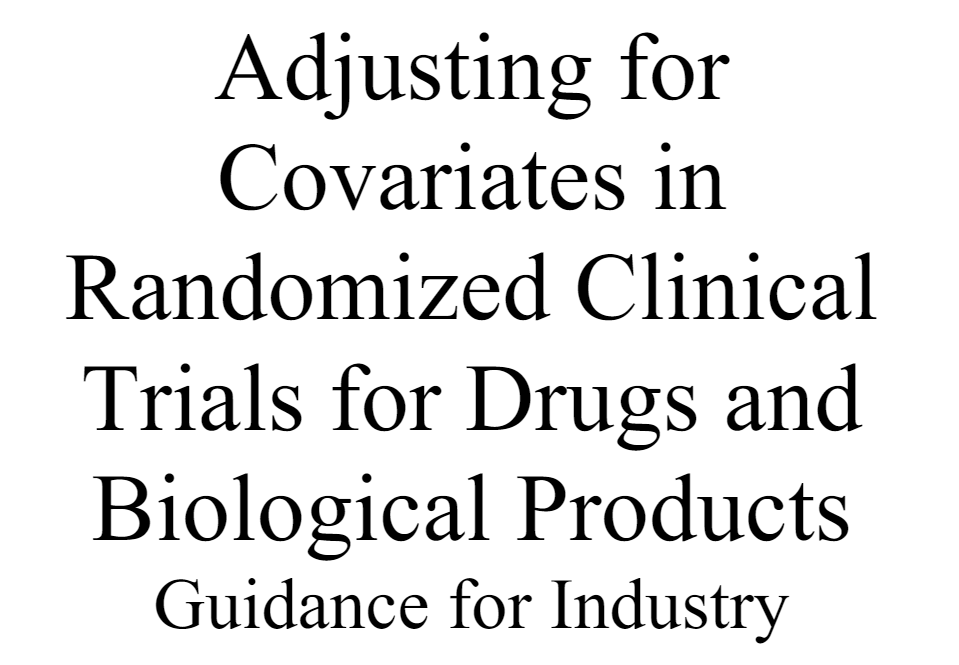 Adjusting for
Covariates in
Randomized Clinical
Trials for Drugs and
Biological Products
Guidance for Industry